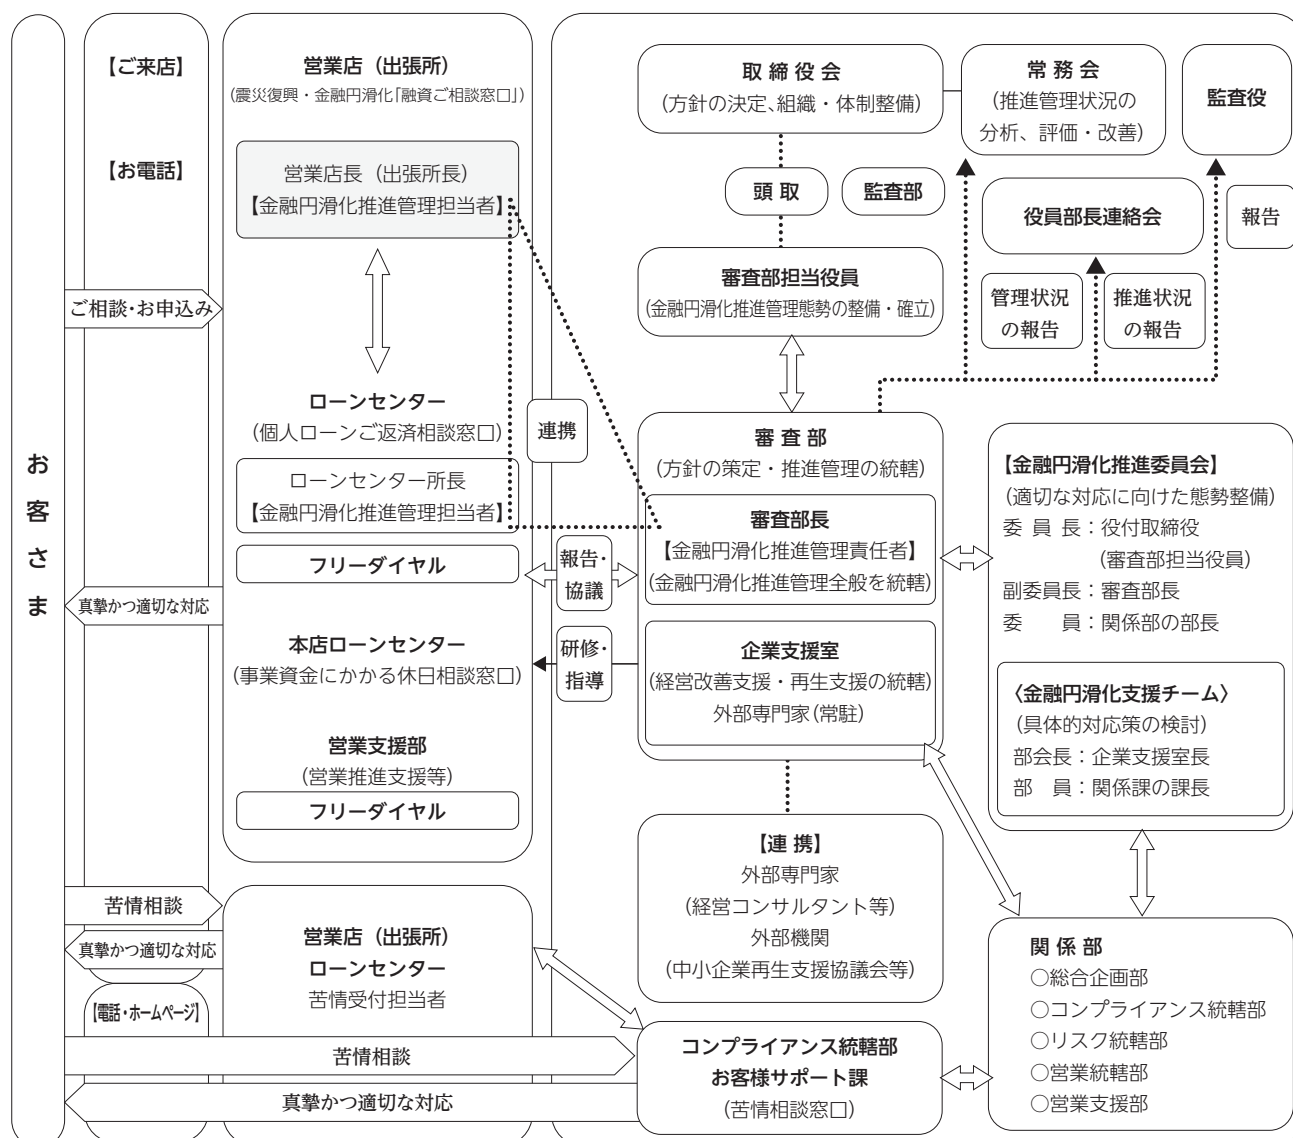 お客さま
【ご来店】
【お電話】
ご相談・お申込み
真摯かつ適切な対応
苦情相談
真摯かつ適切な対応
【電話・ホームページ】
苦情相談
真摯かつ適切な対応
営業店（出張所）
(震災復興・金融円滑化「融資ご相談窓口」)
営業店長（出張所長）
【金融円滑化推進管理担当者】
ローンセンター
(個人ローンご返済相談窓口)
ローンセンター所長
【金融円滑化推進管理担当者】
フリーダイヤル
本店ローンセンター
(事業資金にかかる休日相談窓口)
営業支援部
(営業推進支援等)
フリーダイヤル
営業店（出張所）
ローンセンター
苦情受付担当者
連携
報告・
協議
研修・
指導
取締役会
(方針の決定、組織・体制整備)
頭取
監査部
審査部担当役員
(金融円滑化推進管理態勢の整備・確立)
審査部
(方針の策定・推進管理の統轄)
審査部長
【金融円滑化推進管理責任者】
(金融円滑化推進管理全般を統轄)
企業支援室
(経営改善支援・再生支援の統轄)
外部専門家(常駐)
【連携】
外部専門家
(経営コンサルタント等)
外部機関
(中小企業再生支援協議会等)
コンプライアンス統轄部
お客様サポート課
(苦情相談窓口)
常務会
(推進管理状況の
分析、評価・改善)
監査役
役員部長連絡会
報告
管理状況
の報告
推進状況
の報告
【金融円滑化推進委員会】
(適切な対応に向けた態勢整備)
委員長：役付取締役
(審査部担当役員)
副委員長：審査部長
委　　員：関係部の部長
〈金融円滑化支援チーム〉
(具体的対応策の検討)
部会長：企業支援室長
部　員：関係課の課長
関係部
○総合企画部
○コンプライアンス統轄部
○リスク統轄部
○営業統轄部
○営業支援部